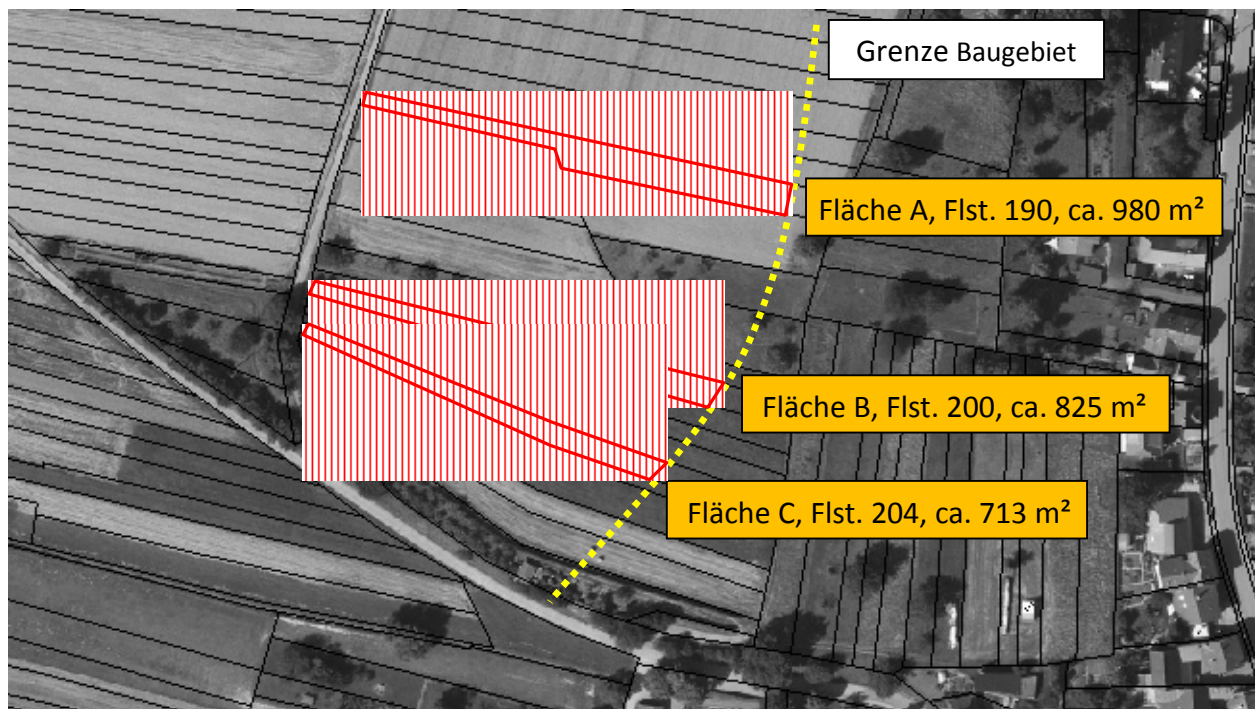 Grenze Baugebiet
Fläche A, Flst. 190, ca. 980 m²
Fläche B, Flst. 200, ca. 825 m²
Fläche C, Flst. 204, ca. 713 m²